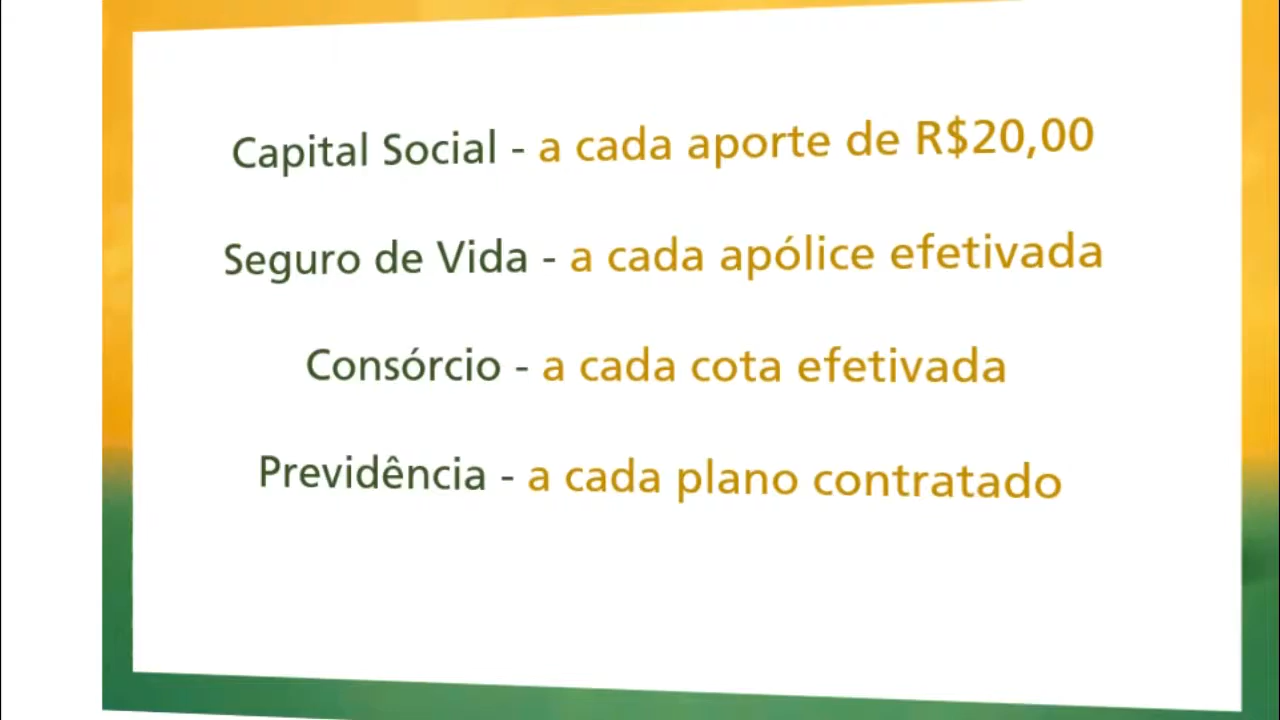 Capital Social - a cada aporte de R$20,00
Seguro de Vida - a cada apólice efetivada
Consórcio - a cada cota efetivada
Previdência - a cada plano contratado